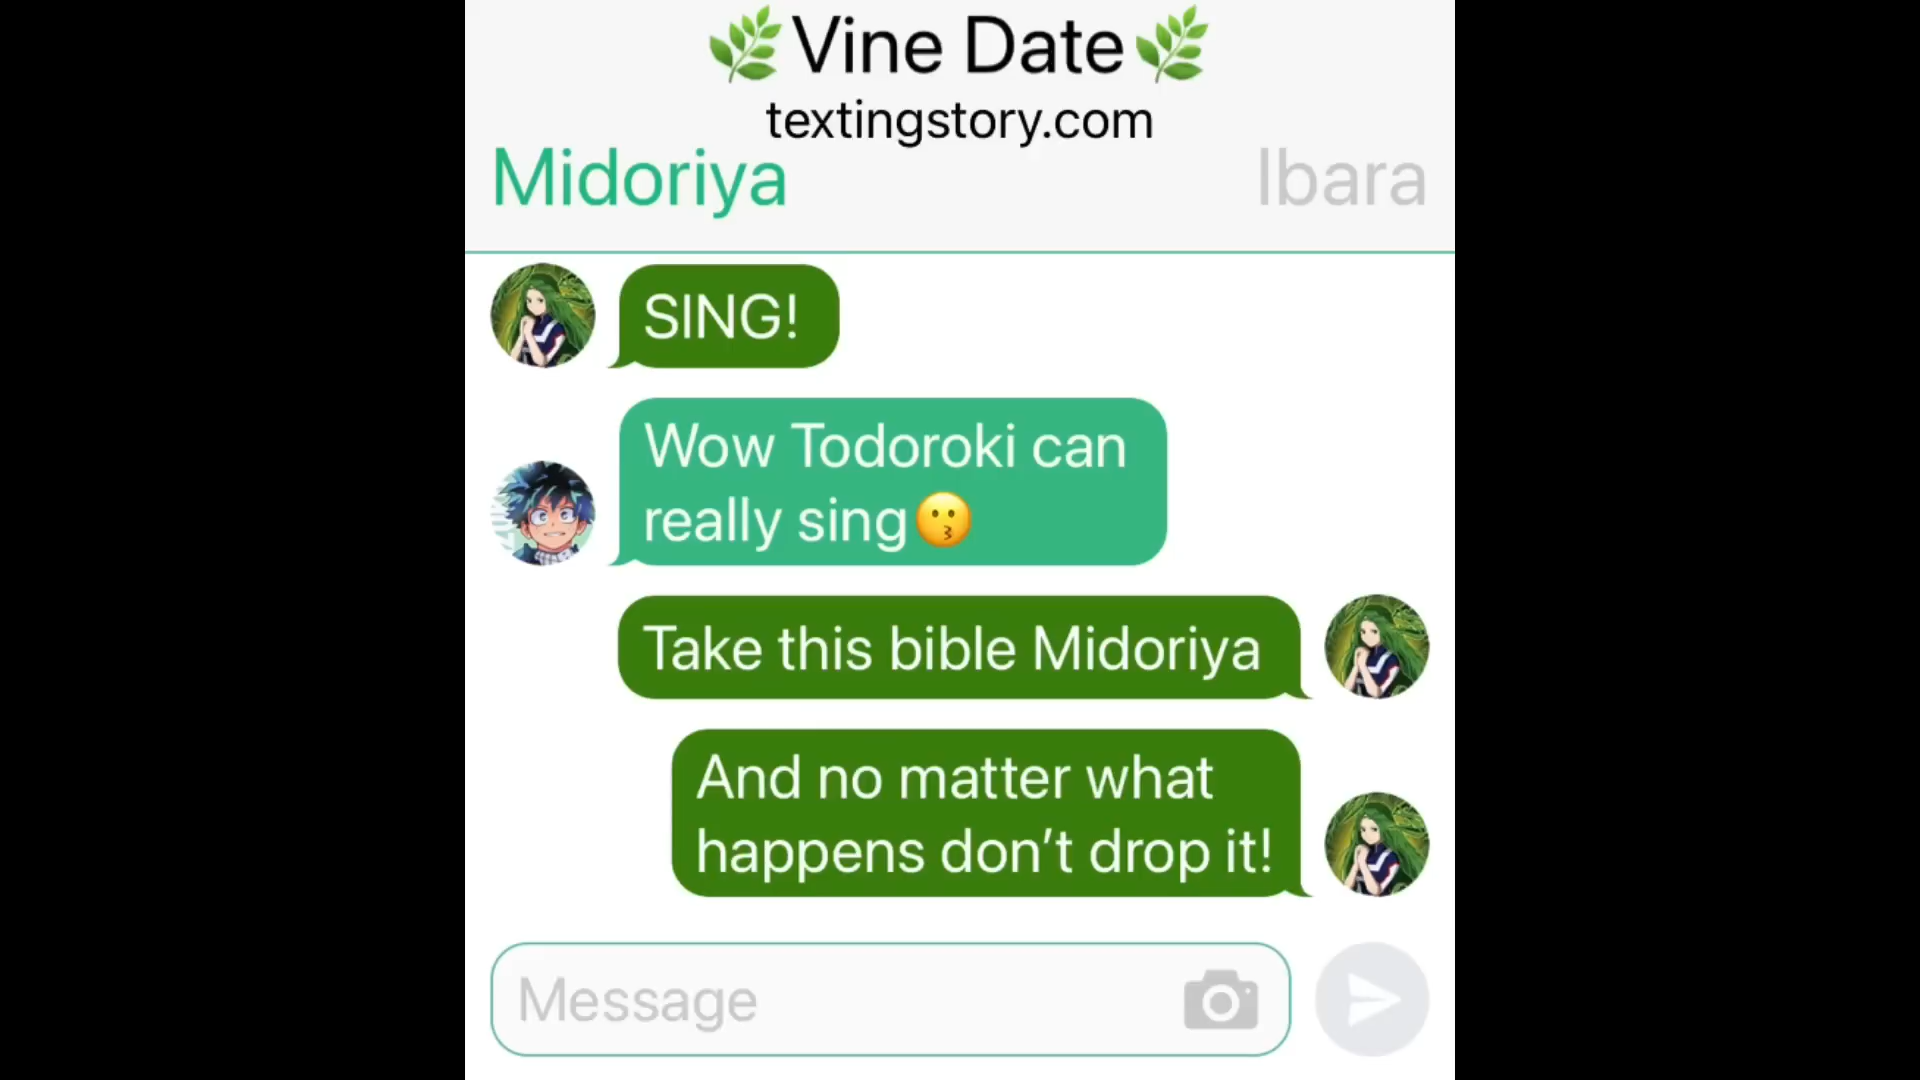 🌿Vine Date🌿
textingstory.com
Midoriya
Ibara
SING!
Wow Todoroki can
really sing😗
Take this bible Midoriya
And no matter what
happens don’t drop it!
Message